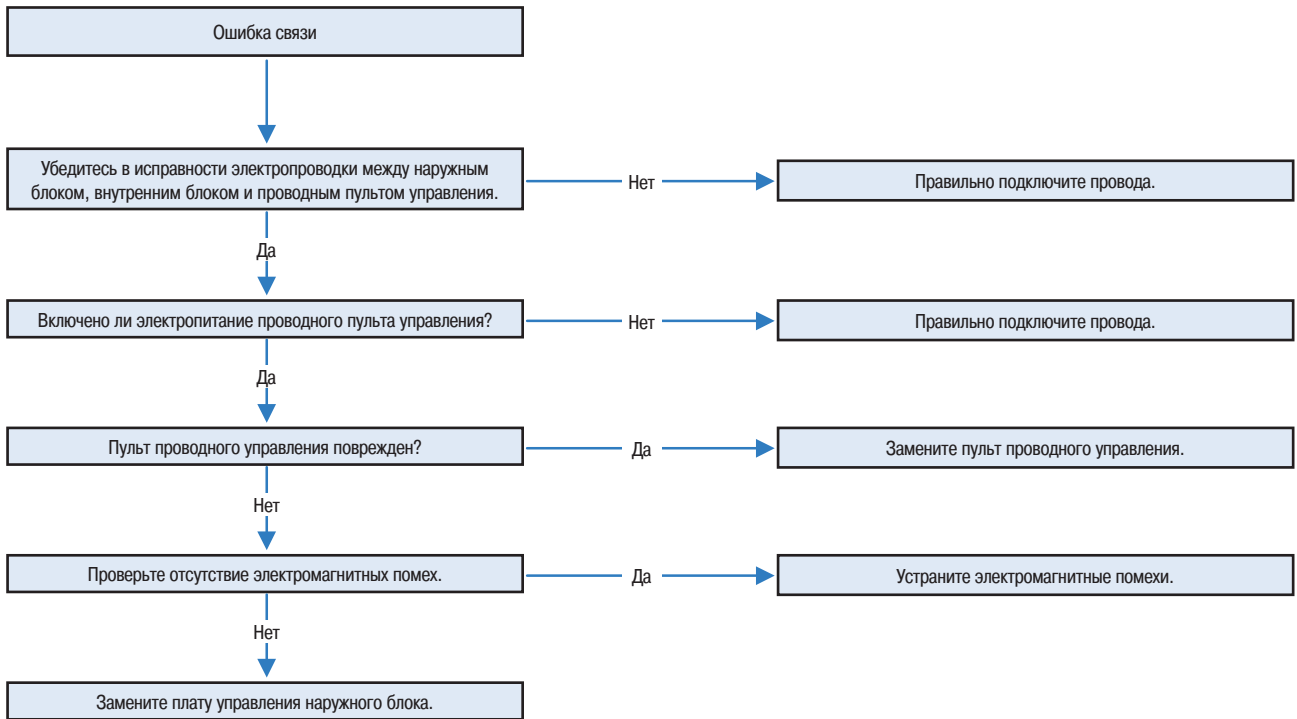 Ошибка связи
Убедитесь в исправности электропроводки между наружным
блоком, внутренним блоком и проводным пультом управления.
Нет
Правильно подключите провода.
Да
Включено ли электропитание проводного пульта управления?
Нет
Правильно подключите провода.
Да
Пульт проводного управления поврежден?
Да
Замените пульт проводного управления.
Нет
Проверьте отсутствие электромагнитных помех.
Да
Устраните электромагнитные помехи.
Нет
Замените плату управления наружного блока.